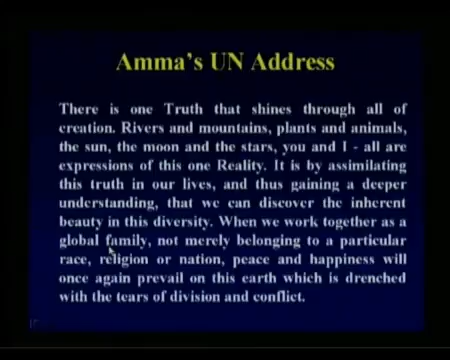 Amma's UN Address
There is one Truth that shines through all of
creation. Rivers and mountains, plants and animals,
the sun, the moon and the stars, you and I - all are
expressions of this one Reality. It is by assimilating
this truth in our lives, and thus gaining a deeper
understanding, that we can discover the inherent
beauty in this diversity. When we work together as a
global family, not merely belonging to a particular
race, religion or nation, peace and happiness will
once again prevail on this earth which is drenched
with the tears of division and conflict.